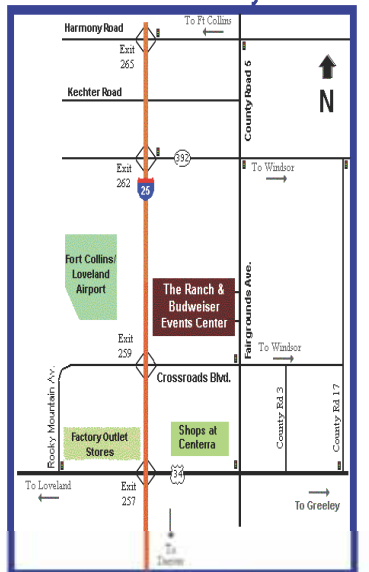 To Ft Collins
Harmony Road
Exit
265
County Road 5
N
Kechter Road
392
Exit
262
To Windsor
25
Fort Collins/
Loveland
Airport
The Ranch &
Budweiser
Events Center
Fairgrounds Ave.
Exit
259
To Windsor
Crossroads Blvd.
Rocky Mountain Av.
County Rd 3
County Rd 17
Factory Outlet
Stores
Shops at
Centerra
34
To Loveland
Exit
257
To Greeley
To
Denver